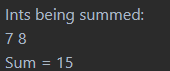 Ints being summed:
7 8
Sum = 15